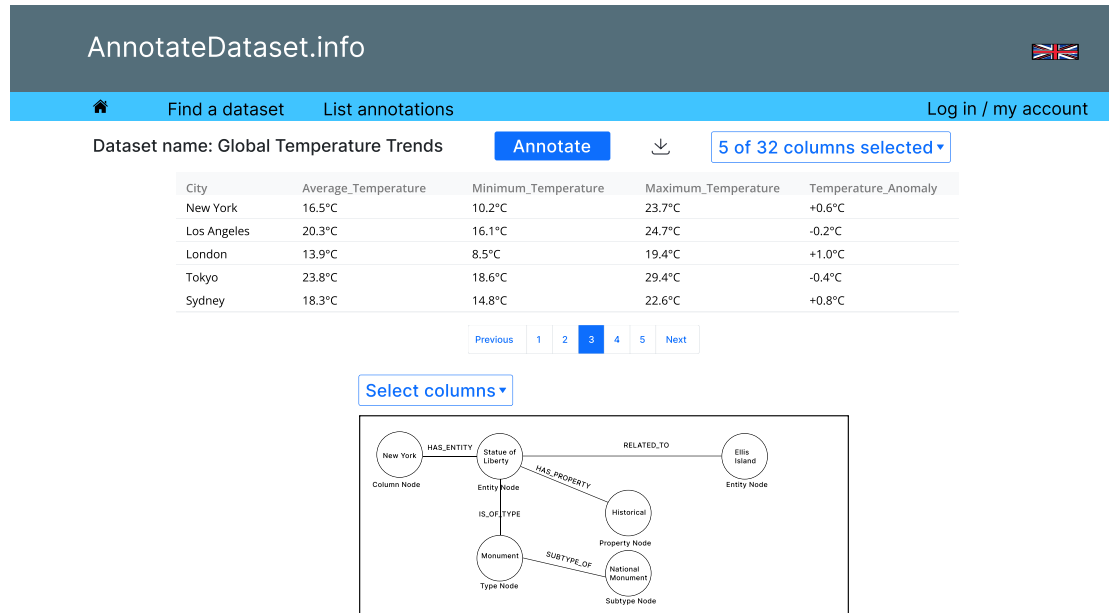 AnnotateDataset.info
Find a dataset List annotations Log in / my account
Dataset name: Global Temperature Trends Annotate 5 of 32 columns selected
City Average_Temperature Minimum_Temperature Maximum_Temperature Temperature_Anomaly
New York 16.5°C 10.2°C 23.7°C +0.6°C
Los Angeles 20.3°C 16.1°C 24.7°C -0.2°C
London 13.9°C 8.5°C 19.4°C +1.0°C
Tokyo 23.8°C 18.6°C 29.4°C -0.4°C
Sydney 18.3°C 14.8°C 22.6°C +0.8°C
Previous 1 2 3 4 5 Next
Select columns
New York
Column Node
HAS_ENTITY
Statue of
Liberty
Entity Node
RELATED_TO
Ellis
Island
Entity Node
HAS_PROPERTY
Historical
Property Node
IS_OF_TYPE
Monument
Type Node
SUBTYPE_OF
National
Monument
Subtype Node